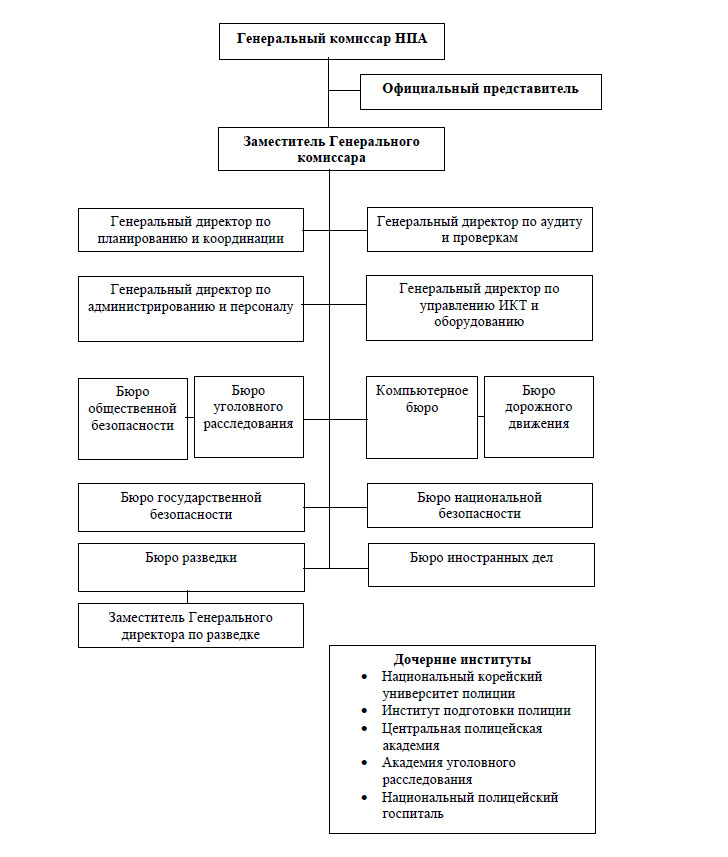 Генеральный комиссар НПА
Официальный представитель
Заместитель Генерального
комиссара
Генеральный директор по
планированию и координации
Генеральный директор по аудиту
и проверкам
Генеральный директор по
администрированию и персоналу
Генеральный директор по
управлению ИКТ и
оборудованию
Бюро
общественной
безопасности
Бюро
уголовного
расследования
Компьютерное
бюро
Бюро
дорожного
движения
Бюро государственной
безопасности
Бюро национальной
безопасности
Бюро разведки
Бюро иностранных дел
Заместитель Генерального
директора по разведке
Дочерние институты
• Национальный корейский
университет полиции
• Институт подготовки полиции
• Центральная полицейская
академия
• Академия уголовного
расследования
• Национальный полицейский
госпиталь